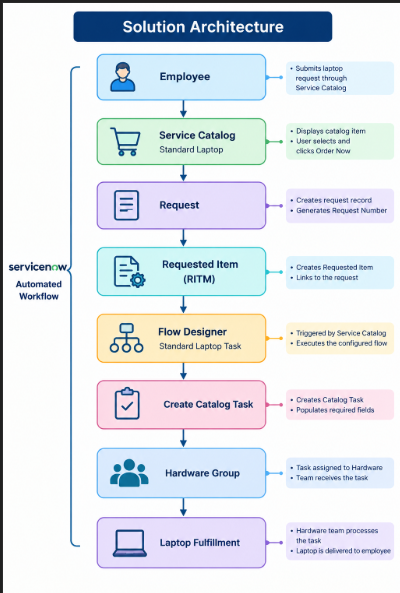 Solution Architecture
Employee
• Submits laptop
request through
Service Catalog
Service Catalog
Standard Laptop
• Displays catalog item
• User selects and
clicks Order Now
Request
• Creates request record
• Generates Request Number
servicenow
Automated
Workflow
Requested Item
(RITM)
• Creates Requested Item
• Links to the request
Flow Designer
Standard Laptop Task
• Triggered by Service Catalog
• Executes the configured flow
Create Catalog Task
• Creates Catalog Task
• Populates required fields
Hardware Group
• Task assigned to Hardware
• Team receives the task
Laptop Fulfillment
• Hardware team processes
the task
• Laptop is delivered to employee